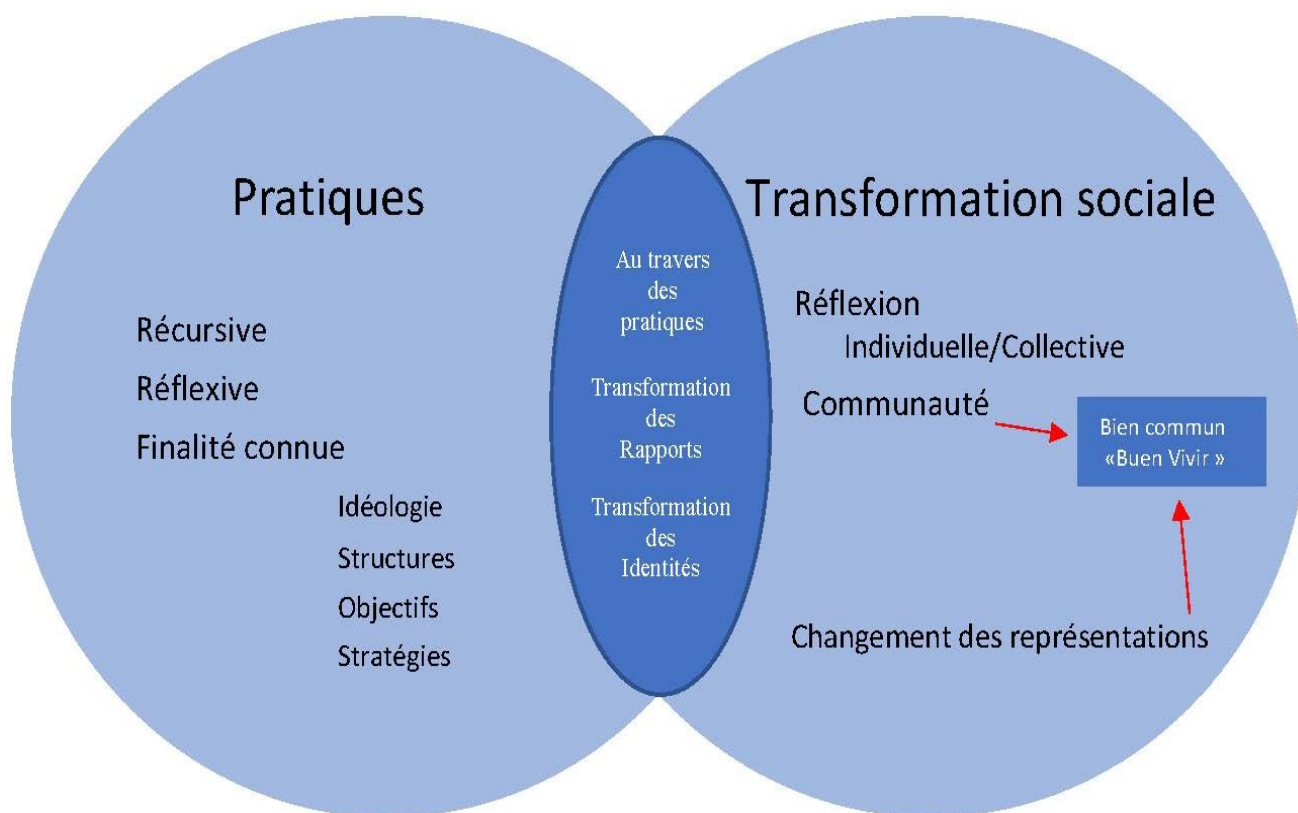 Pratiques
Récursive
Réflexive
Finalité connue
Idéologie
Structures
Objectifs
Stratégies
Au travers
des
pratiques
Transformation
des
Rapports
Transformation
des
Identités
Transformation sociale
Réflexion
Individuelle/Collective
Communauté
Bien commun
«Buen Vivir »
Changement des représentations